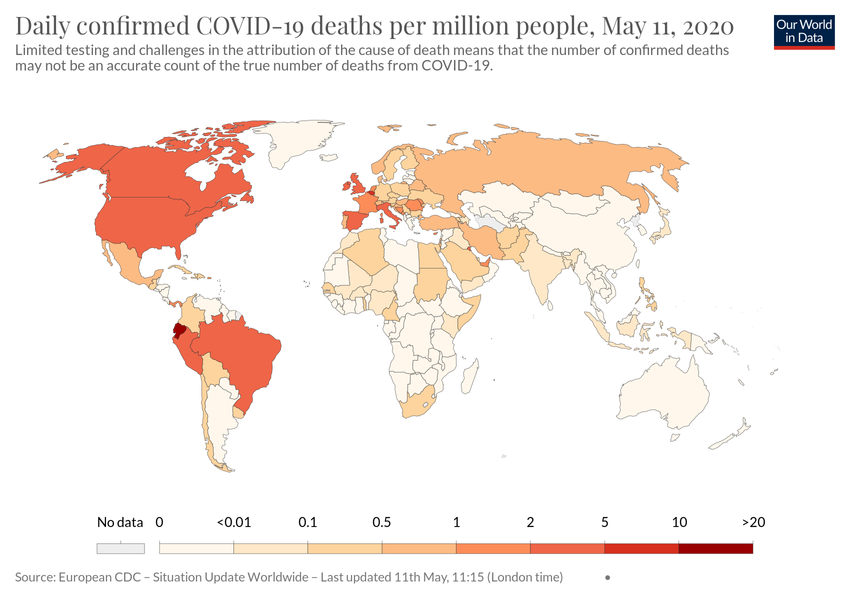 Daily confirmed COVID-19 deaths per million people, May 11, 2020
Our World
in Data
Limited testing and challenges in the attribution of the cause of death means that the number of confirmed deaths
may not be an accurate count of the true number of deaths from COVID-19.
No data 0 <0.01 0.1 0.5 1 2 5 10 >20
Source: European CDC – Situation Update Worldwide – Last updated 11th May, 11:15 (London time)